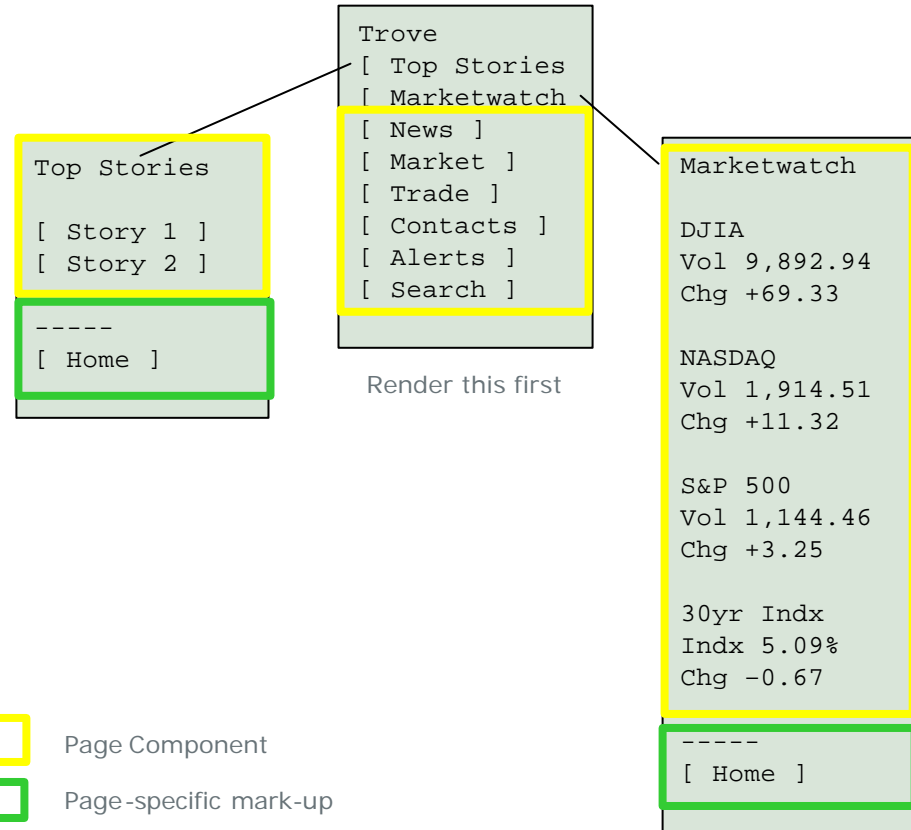 Trove
[ Top Stories
[ Marketwatch
[ News ]
[ Market ]
[ Trade ]
[ Contacts ]
[ Alerts ]
[ Search ]
Render this first
Top Stories
[ Story 1 ]
[ Story 2 ]
-----
[ Home ]
Marketwatch
DJIA
Vol 9,892.94
Chg +69.33
NASDAQ
Vol 1,914.51
Chg +11.32
S&P 500
Vol 1,144.46
Chg +3.25
30yr Indx
Indx 5.09%
Chg -0.67
-----
[ Home ]
Page Component
Page-specific mark-up